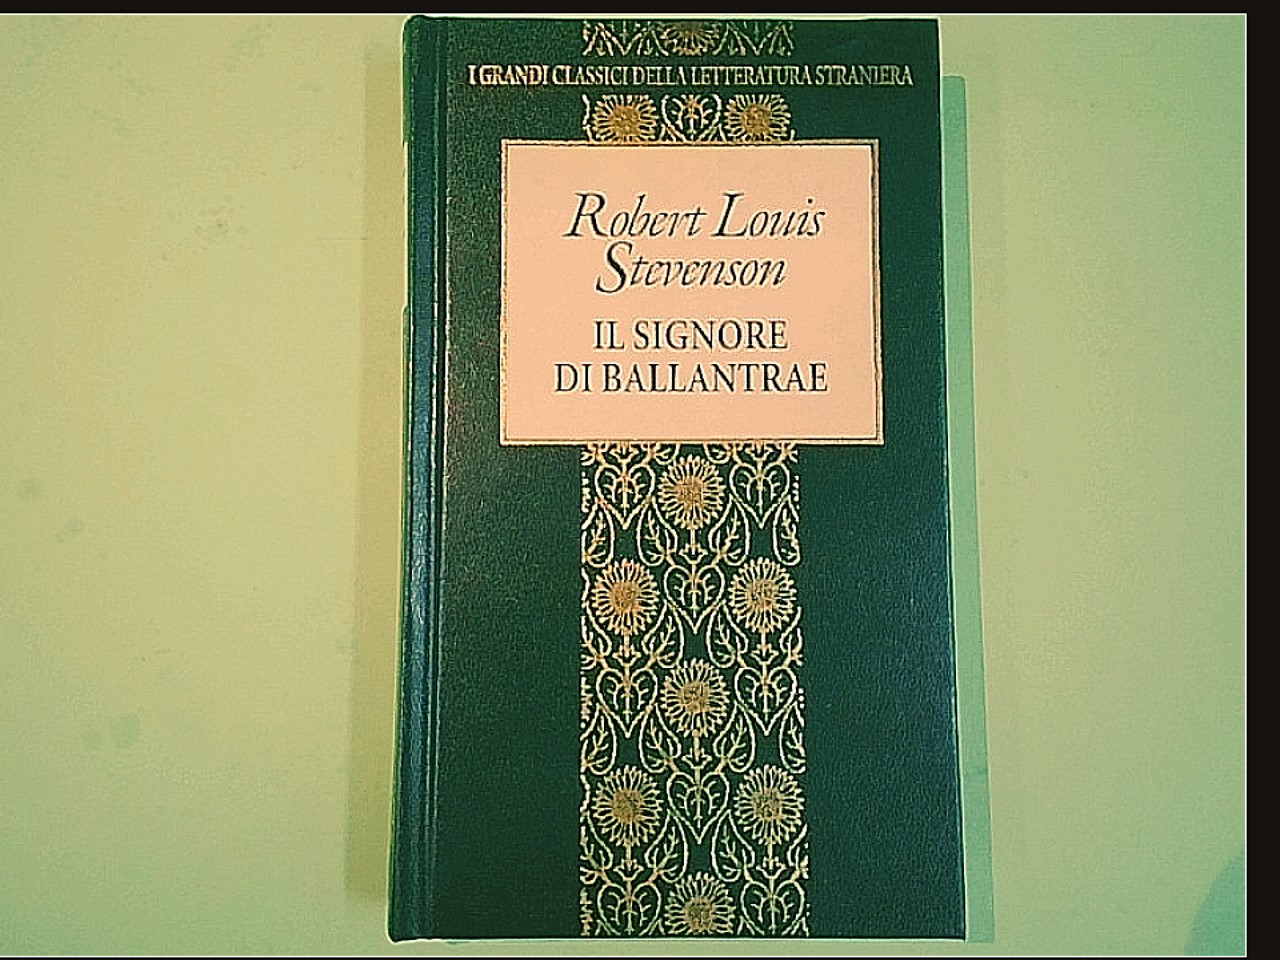 I GRANDI CLASSICI DELLA LETTERATURA STRANIERA
Robert Louis
Stevenson
IL SIGNORE
DI BALLANTRAE